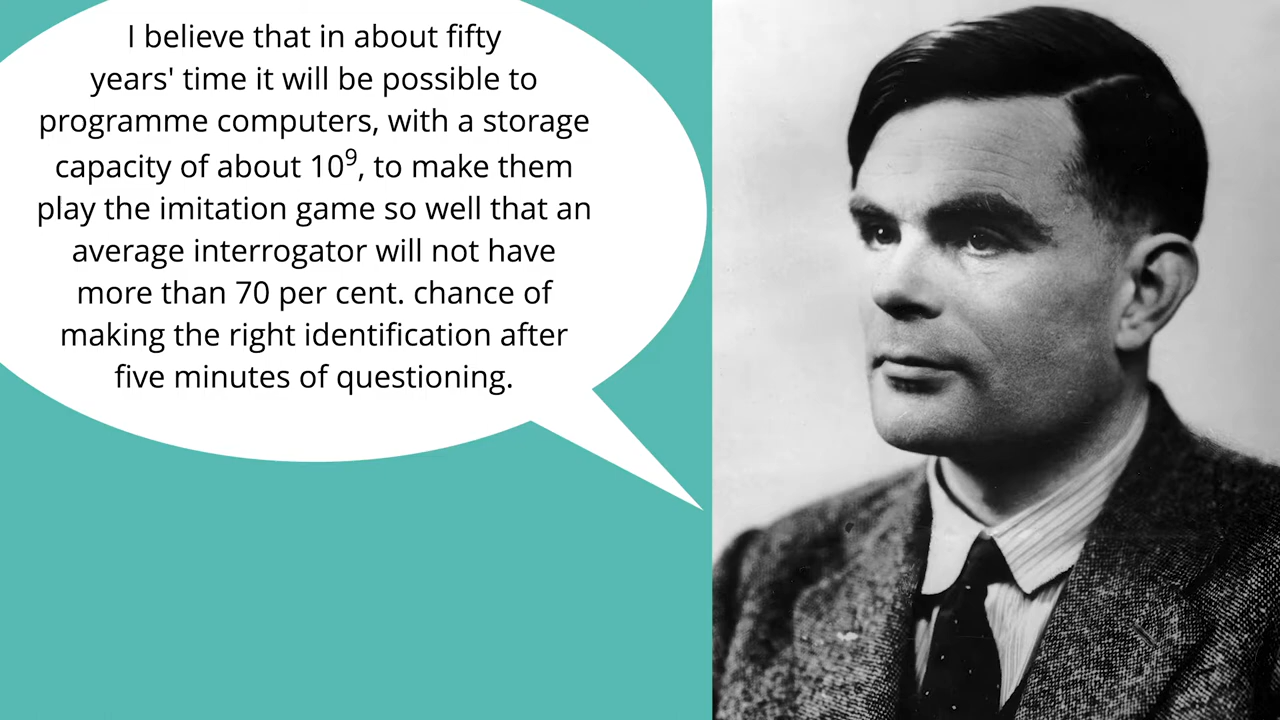 I believe that in about fifty
years' time it will be possible to
programme computers, with a storage
capacity of about 10⁹, to make them
play the imitation game so well that an
average interrogator will not have
more than 70 per cent. chance of
making the right identification after
five minutes of questioning.